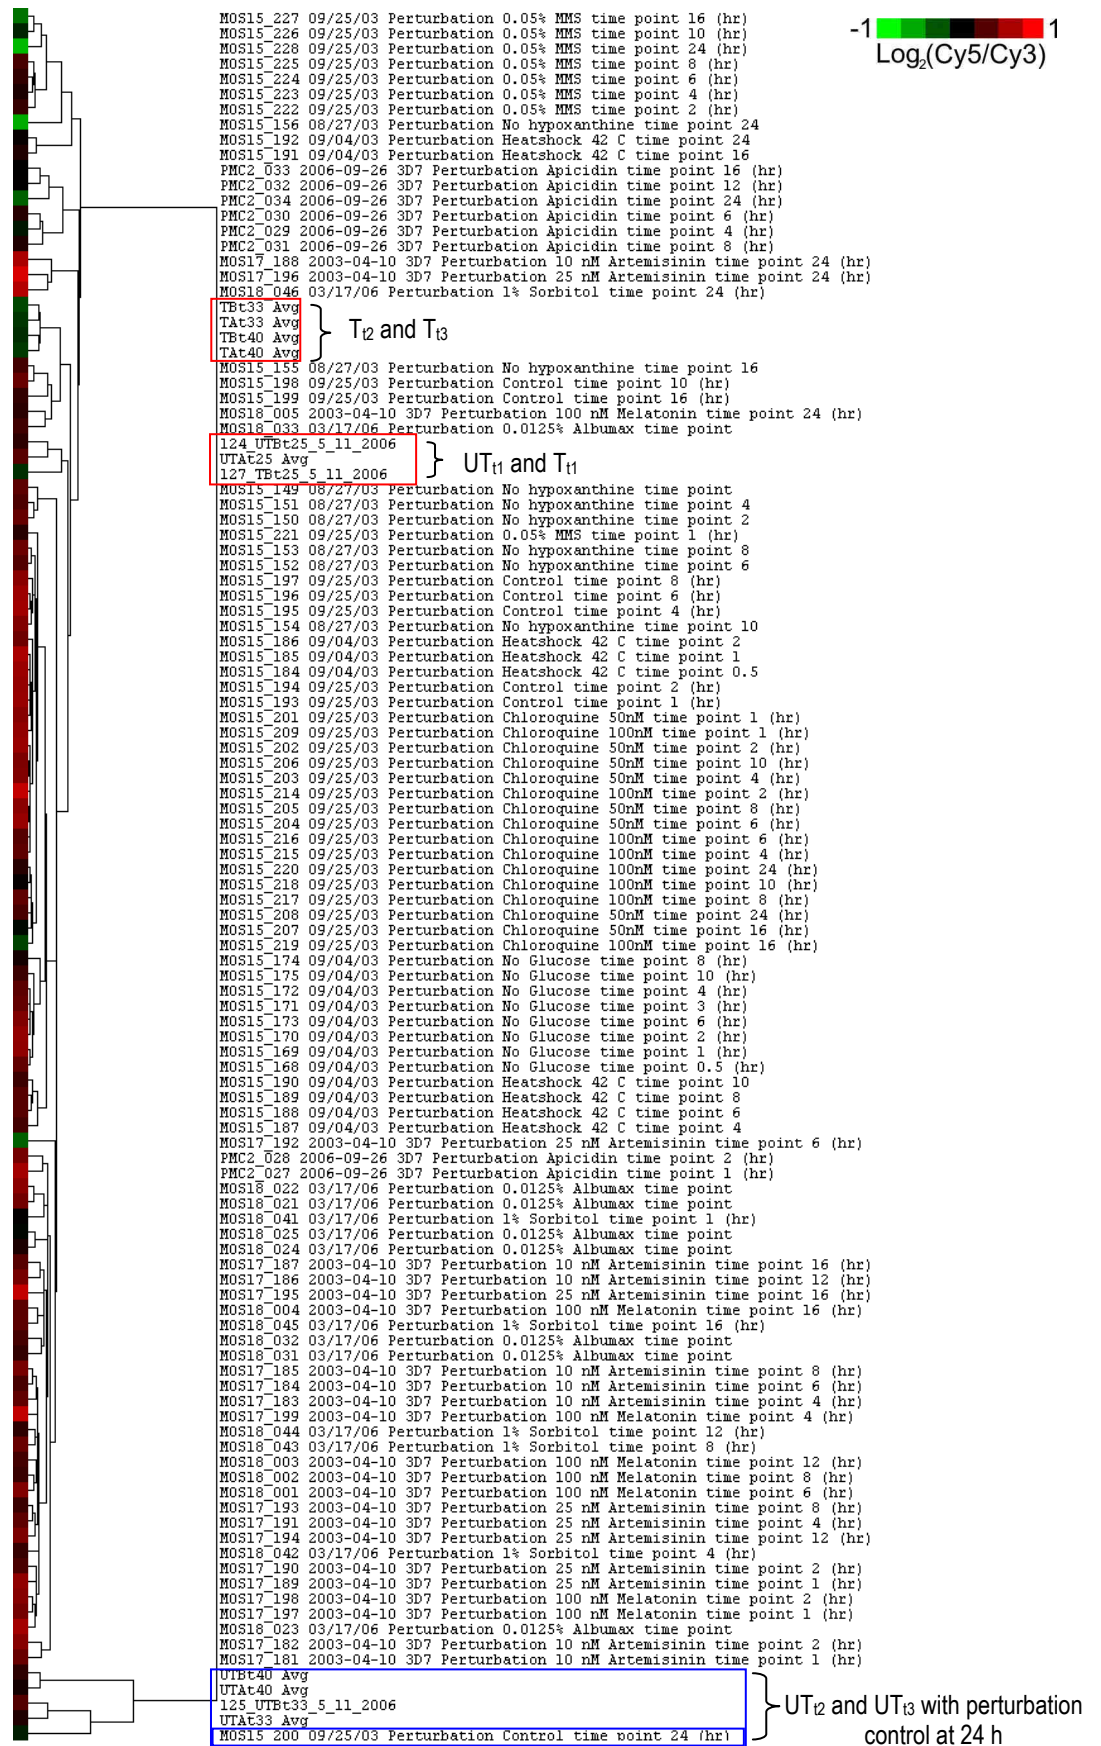 MOS15_227 09/25/03 Perturbation 0.05% MMS time point 16 (hr)
MOS15_226 09/25/03 Perturbation 0.05% MMS time point 10 (hr)
MOS15_228 09/25/03 Perturbation 0.05% MMS time point 24 (hr)
MOS15_225 09/25/03 Perturbation 0.05% MMS time point 8 (hr)
MOS15_224 09/25/03 Perturbation 0.05% MMS time point 6 (hr)
MOS15_223 09/25/03 Perturbation 0.05% MMS time point 4 (hr)
MOS15_222 09/25/03 Perturbation 0.05% MMS time point 2 (hr)
-1 1
Log2(Cy5/Cy3)
MOS15_156 08/27/03 Perturbation No hypoxanthine time point 24
MOS15_192 09/04/03 Perturbation Heatshock 42 C time point 24
MOS15_191 09/04/03 Perturbation Heatshock 42 C time point 16
PMC2_033 2006-09-26 3D7 Perturbation Apicidin time point 16 (hr)
PMC2_032 2006-09-26 3D7 Perturbation Apicidin time point 12 (hr)
PMC2_034 2006-09-26 3D7 Perturbation Apicidin time point 24 (hr)
PMC2_030 2006-09-26 3D7 Perturbation Apicidin time point 6 (hr)
PMC2_029 2006-09-26 3D7 Perturbation Apicidin time point 4 (hr)
PMC2_031 2006-09-26 3D7 Perturbation Apicidin time point 8 (hr)
MOS17_188 2003-04-10 3D7 Perturbation 10 nM Artemisinin time point 24 (hr)
MOS17_196 2003-04-10 3D7 Perturbation 25 nM Artemisinin time point 24 (hr)
MOS18_046 03/17/06 Perturbation 1% Sorbitol time point 24 (hr)
TBt33 Avg
TAt33 Avg
TBt40 Avg
TAt40 Avg
Tt2 and Tt3
MOS15_155 08/27/03 Perturbation No hypoxanthine time point 16
MOS15_198 09/25/03 Perturbation Control time point 10 (hr)
MOS15_199 09/25/03 Perturbation Control time point 16 (hr)
MOS18_005 2003-04-10 3D7 Perturbation 100 nM Melatonin time point 24 (hr)
MOS18_033 03/17/06 Perturbation 0.0125% Albumax time point
124_UTBt25_5_11_2006
UTAt25 Avg
127_TBt25_5_11_2006
UTt1 and Tt1
MOS15_149 08/27/03 Perturbation No hypoxanthine time point
MOS15_151 08/27/03 Perturbation No hypoxanthine time point 4
MOS15_150 08/27/03 Perturbation No hypoxanthine time point 2
MOS15_221 09/25/03 Perturbation 0.05% MMS time point 1 (hr)
MOS15_153 08/27/03 Perturbation No hypoxanthine time point 8
MOS15_152 08/27/03 Perturbation No hypoxanthine time point 6
MOS15_197 09/25/03 Perturbation Control time point 8 (hr)
MOS15_196 09/25/03 Perturbation Control time point 6 (hr)
MOS15_195 09/25/03 Perturbation Control time point 4 (hr)
MOS15_154 08/27/03 Perturbation No hypoxanthine time point 10
MOS15_186 09/04/03 Perturbation Heatshock 42 C time point 2
MOS15_185 09/04/03 Perturbation Heatshock 42 C time point 1
MOS15_184 09/04/03 Perturbation Heatshock 42 C time point 0.5
MOS15_194 09/25/03 Perturbation Control time point 2 (hr)
MOS15_193 09/25/03 Perturbation Control time point 1 (hr)
MOS15_201 09/25/03 Perturbation Chloroquine 50nM time point 1 (hr)
MOS15_209 09/25/03 Perturbation Chloroquine 100nM time point 1 (hr)
MOS15_202 09/25/03 Perturbation Chloroquine 50nM time point 2 (hr)
MOS15_206 09/25/03 Perturbation Chloroquine 50nM time point 10 (hr)
MOS15_203 09/25/03 Perturbation Chloroquine 50nM time point 4 (hr)
MOS15_214 09/25/03 Perturbation Chloroquine 100nM time point 2 (hr)
MOS15_205 09/25/03 Perturbation Chloroquine 50nM time point 8 (hr)
MOS15_204 09/25/03 Perturbation Chloroquine 50nM time point 6 (hr)
MOS15_216 09/25/03 Perturbation Chloroquine 100nM time point 6 (hr)
MOS15_215 09/25/03 Perturbation Chloroquine 100nM time point 4 (hr)
MOS15_220 09/25/03 Perturbation Chloroquine 100nM time point 24 (hr)
MOS15_218 09/25/03 Perturbation Chloroquine 100nM time point 10 (hr)
MOS15_217 09/25/03 Perturbation Chloroquine 100nM time point 8 (hr)
MOS15_208 09/25/03 Perturbation Chloroquine 50nM time point 24 (hr)
MOS15_207 09/25/03 Perturbation Chloroquine 50nM time point 16 (hr)
MOS15_219 09/25/03 Perturbation Chloroquine 100nM time point 16 (hr)
MOS15_174 09/04/03 Perturbation No Glucose time point 8 (hr)
MOS15_175 09/04/03 Perturbation No Glucose time point 10 (hr)
MOS15_172 09/04/03 Perturbation No Glucose time point 4 (hr)
MOS15_171 09/04/03 Perturbation No Glucose time point 3 (hr)
MOS15_173 09/04/03 Perturbation No Glucose time point 6 (hr)
MOS15_170 09/04/03 Perturbation No Glucose time point 2 (hr)
MOS15_169 09/04/03 Perturbation No Glucose time point 1 (hr)
MOS15_168 09/04/03 Perturbation No Glucose time point 0.5 (hr)
MOS15_190 09/04/03 Perturbation Heatshock 42 C time point 10
MOS15_189 09/04/03 Perturbation Heatshock 42 C time point 8
MOS15_188 09/04/03 Perturbation Heatshock 42 C time point 6
MOS15_187 09/04/03 Perturbation Heatshock 42 C time point 4
MOS17_192 2003-04-10 3D7 Perturbation 25 nM Artemisinin time point 6 (hr)
PMC2_028 2006-09-26 3D7 Perturbation Apicidin time point 2 (hr)
PMC2_027 2006-09-26 3D7 Perturbation Apicidin time point 1 (hr)
MOS18_022 03/17/06 Perturbation 0.0125% Albumax time point
MOS18_021 03/17/06 Perturbation 0.0125% Albumax time point
MOS18_041 03/17/06 Perturbation 1% Sorbitol time point 1 (hr)
MOS18_025 03/17/06 Perturbation 0.0125% Albumax time point
MOS18_024 03/17/06 Perturbation 0.0125% Albumax time point
MOS17_187 2003-04-10 3D7 Perturbation 10 nM Artemisinin time point 16 (hr)
MOS17_186 2003-04-10 3D7 Perturbation 10 nM Artemisinin time point 12 (hr)
MOS17_195 2003-04-10 3D7 Perturbation 25 nM Artemisinin time point 16 (hr)
MOS18_004 2003-04-10 3D7 Perturbation 100 nM Melatonin time point 16 (hr)
MOS18_045 03/17/06 Perturbation 1% Sorbitol time point 16 (hr)
MOS18_032 03/17/06 Perturbation 0.0125% Albumax time point
MOS18_031 03/17/06 Perturbation 0.0125% Albumax time point
MOS17_185 2003-04-10 3D7 Perturbation 10 nM Artemisinin time point 8 (hr)
MOS17_184 2003-04-10 3D7 Perturbation 10 nM Artemisinin time point 6 (hr)
MOS17_183 2003-04-10 3D7 Perturbation 10 nM Artemisinin time point 4 (hr)
MOS17_199 2003-04-10 3D7 Perturbation 100 nM Melatonin time point 4 (hr)
MOS18_044 03/17/06 Perturbation 1% Sorbitol time point 12 (hr)
MOS18_043 03/17/06 Perturbation 1% Sorbitol time point 8 (hr)
MOS18_003 2003-04-10 3D7 Perturbation 100 nM Melatonin time point 12 (hr)
MOS18_002 2003-04-10 3D7 Perturbation 100 nM Melatonin time point 8 (hr)
MOS18_001 2003-04-10 3D7 Perturbation 100 nM Melatonin time point 6 (hr)
MOS17_193 2003-04-10 3D7 Perturbation 25 nM Artemisinin time point 8 (hr)
MOS17_191 2003-04-10 3D7 Perturbation 25 nM Artemisinin time point 4 (hr)
MOS17_194 2003-04-10 3D7 Perturbation 25 nM Artemisinin time point 12 (hr)
MOS18_042 03/17/06 Perturbation 1% Sorbitol time point 4 (hr)
MOS17_190 2003-04-10 3D7 Perturbation 25 nM Artemisinin time point 2 (hr)
MOS17_189 2003-04-10 3D7 Perturbation 25 nM Artemisinin time point 1 (hr)
MOS17_198 2003-04-10 3D7 Perturbation 100 nM Melatonin time point 2 (hr)
MOS17_197 2003-04-10 3D7 Perturbation 100 nM Melatonin time point 1 (hr)
MOS18_023 03/17/06 Perturbation 0.0125% Albumax time point
MOS17_182 2003-04-10 3D7 Perturbation 10 nM Artemisinin time point 2 (hr)
MOS17_181 2003-04-10 3D7 Perturbation 10 nM Artemisinin time point 1 (hr)
UTBt40 Avg
UTAt40 Avg
125_UTBt33_5_11_2006
UTAt33 Avg
MOS15_200 09/25/03 Perturbation Control time point 24 (hr)
UTt2 and UTt3 with perturbation
control at 24 h